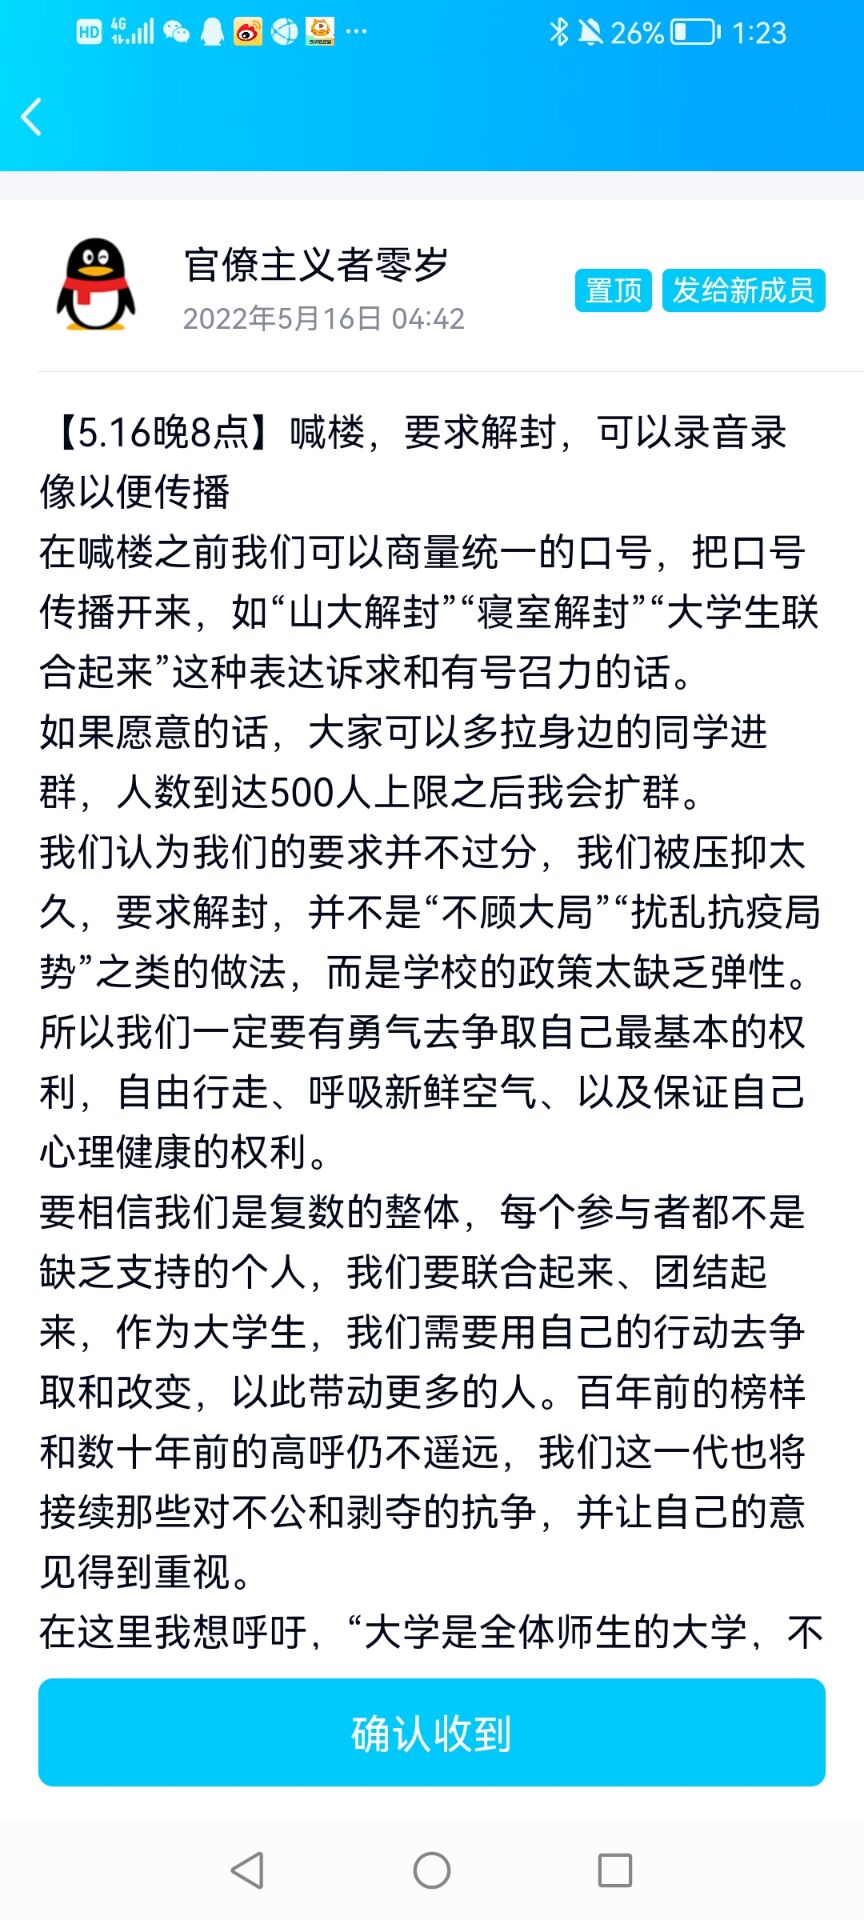 HD 4G 26% 1:23
官僚主义者零岁
2022年5月16日 04:42
置顶 发给新成员
【5.16晚8点】喊楼，要求解封，可以录音录
像以便传播
在喊楼之前我们可以商量统一的口号，把口号
传播开来，如“山大解封”“寝室解封”“大学生联
合起来”这种表达诉求和有号召力的话。
如果愿意的话，大家可以多拉身边的同学进
群，人数到达500人上限之后我会扩群。
我们认为我们的要求并不过分，我们被压抑太
久，要求解封，并不是“不顾大局”“扰乱抗疫局
势”之类的做法，而是学校的政策太缺乏弹性。
所以我们一定要有勇气去争取自己最基本的权
利，自由行走、呼吸新鲜空气、以及保证自己
心理健康的权利。
要相信我们是复数的整体，每个参与者都不是
缺乏支持的个人，我们要联合起来、团结起
来，作为大学生，我们需要用自己的行动去争
取和改变，以此带动更多的人。百年前的榜样
和数十年前的高呼仍不遥远，我们这一代也将
接续那些对不公和剥夺的抗争，并让自己的意
见得到重视。
在这里我想呼吁，“大学是全体师生的大学，不
确认收到